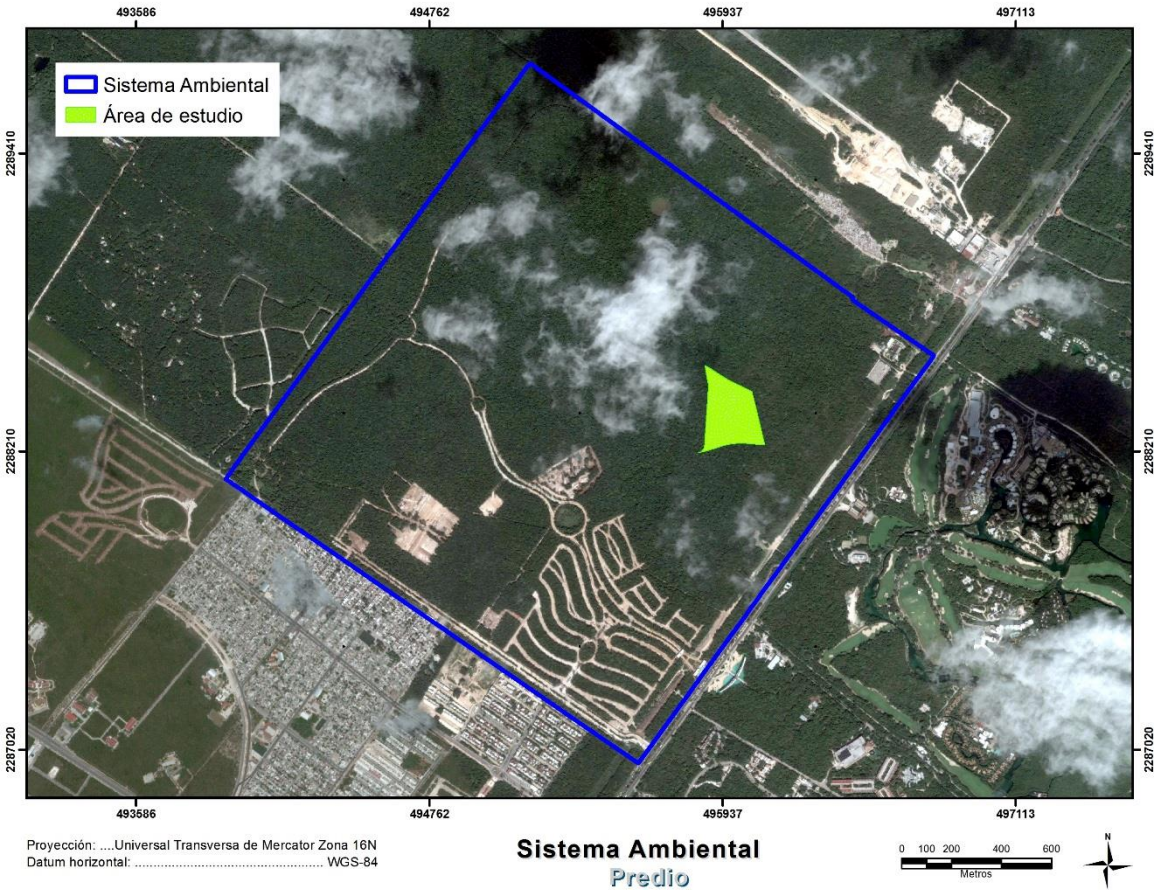 493586 494762 495937 497113
Sistema Ambiental
Área de estudio
2289410 2289410
2288210 2288210
2287020 2287020
493586 494762 495937 497113
Proyección: ....Universal Transversa de Mercator Zona 16N
Datum horizontal: ......................................................... WGS-84
Sistema Ambiental
Predio
0 100 200 400 600
Metros
N